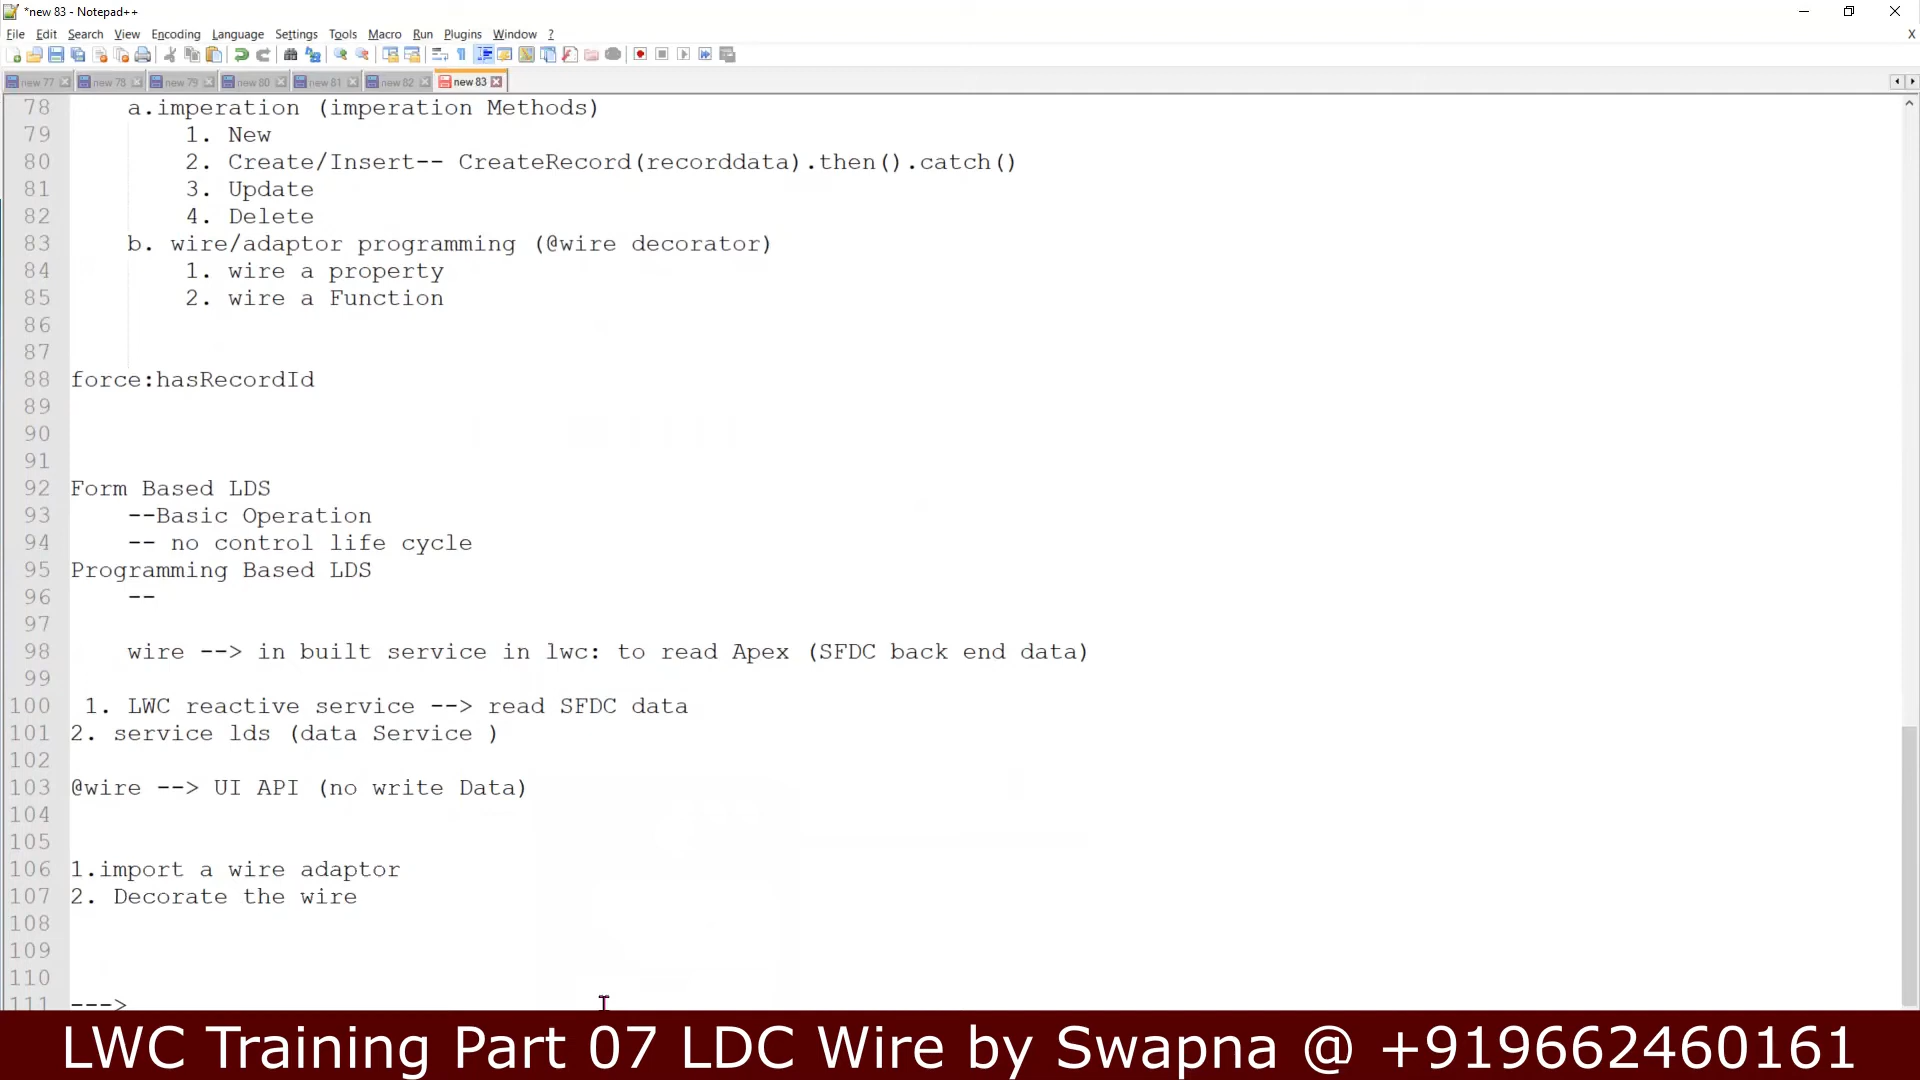 *new 83 - Notepad++
File Edit Search View Encoding Language Settings Tools Macro Run Plugins Window ? X
new 77 new 78 new 79 new 80 new 81 new 82 new 83
78 a.imperation (imperation Methods)
79 1. New
80 2. Create/Insert-- CreateRecord(recorddata).then().catch()
81 3. Update
82 4. Delete
83 b. wire/adaptor programming (@wire decorator)
84 1. wire a property
85 2. wire a Function
86
87
88 force:hasRecordId
89
90
91
92 Form Based LDS
93 --Basic Operation
94 -- no control life cycle
95 Programming Based LDS
96 --
97
98 wire --> in built service in lwc: to read Apex (SFDC back end data)
99
100 1. LWC reactive service --> read SFDC data
101 2. service lds (data Service )
102
103 @wire --> UI API (no write Data)
104
105
106 1.import a wire adaptor
107 2. Decorate the wire
108
109
110
111 --->
LWC Training Part 07 LDC Wire by Swapna @ +919662460161